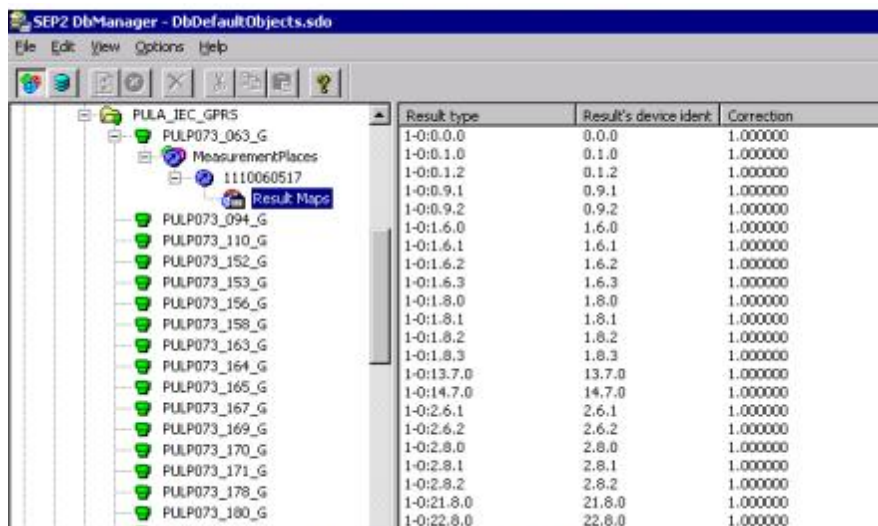 SEP2 DbManager - DbDefaultObjects.sdo
File Edit View Options Help
PULA_IEC_GPRS
PULP073_063_G
MeasurementPlaces
1110060517
Result Maps
PULP073_094_G
PULP073_110_G
PULP073_152_G
PULP073_153_G
PULP073_156_G
PULP073_158_G
PULP073_163_G
PULP073_164_G
PULP073_165_G
PULP073_167_G
PULP073_169_G
PULP073_170_G
PULP073_171_G
PULP073_178_G
PULP073_180_G
Result type Result's device ident Correction
1-0:0.0.0 0.0.0 1.000000
1-0:0.1.0 0.1.0 1.000000
1-0:0.1.2 0.1.2 1.000000
1-0:0.9.1 0.9.1 1.000000
1-0:0.9.2 0.9.2 1.000000
1-0:1.6.0 1.6.0 1.000000
1-0:1.6.1 1.6.1 1.000000
1-0:1.6.2 1.6.2 1.000000
1-0:1.6.3 1.6.3 1.000000
1-0:1.8.0 1.8.0 1.000000
1-0:1.8.1 1.8.1 1.000000
1-0:1.8.2 1.8.2 1.000000
1-0:1.8.3 1.8.3 1.000000
1-0:13.7.0 13.7.0 1.000000
1-0:14.7.0 14.7.0 1.000000
1-0:2.6.1 2.6.1 1.000000
1-0:2.6.2 2.6.2 1.000000
1-0:2.8.0 2.8.0 1.000000
1-0:2.8.1 2.8.1 1.000000
1-0:2.8.2 2.8.2 1.000000
1-0:21.8.0 21.8.0 1.000000
1-0:22.8.0 22.8.0 1.000000